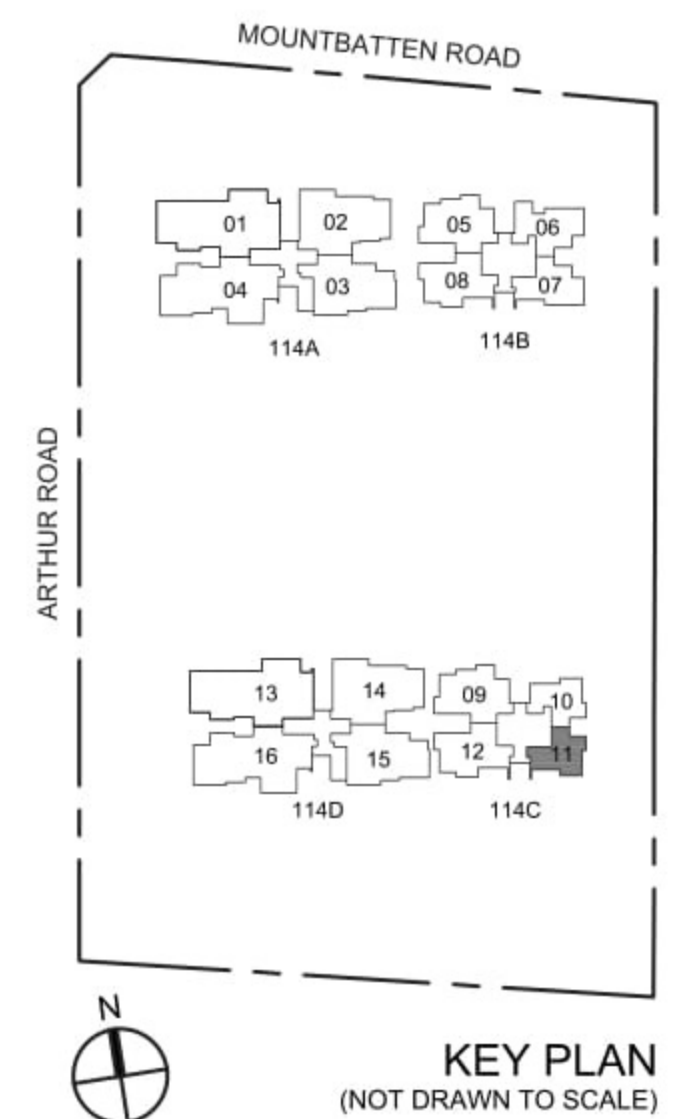 MOUNTBATTEN ROAD
01
02
05
06
04
03
08
07
114A
114B
ARTHUR ROAD
13
14
09
10
16
15
12
11
114D
114C
N
KEY PLAN
(NOT DRAWN TO SCALE)